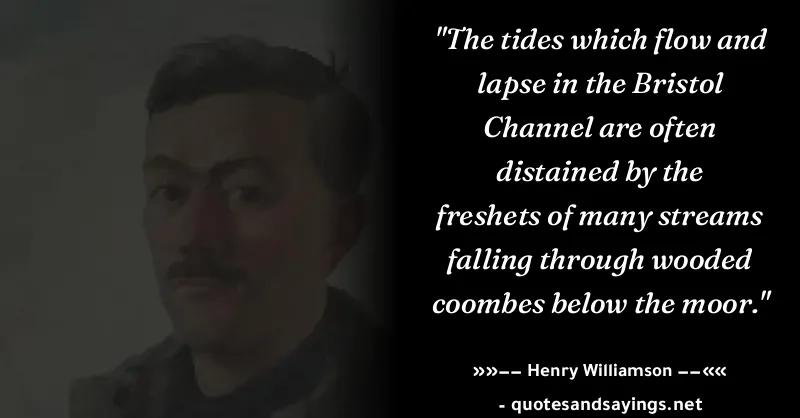 "The tides which flow and
lapse in the Bristol
Channel are often
distained by the
freshets of many streams
falling through wooded
coombes below the moor."
»»−− Henry Williamson −−««
- quotesandsayings.net